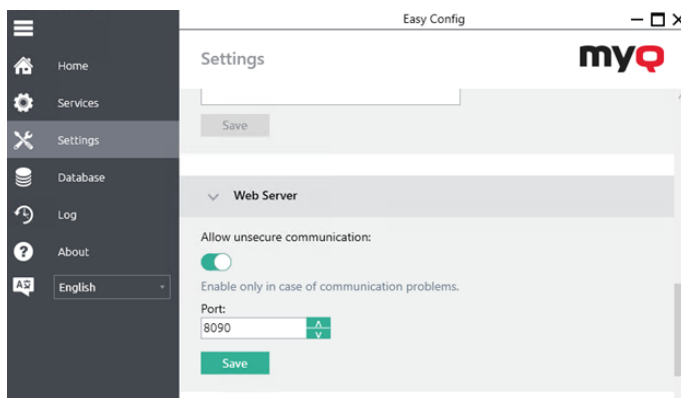 Easy Config
Settings
myQ
Home
Services
Settings
Database
Log
About
A
English
Save
Web Server
Allow unsecure communication:
Enable only in case of communication problems.
Port:
8090
Save